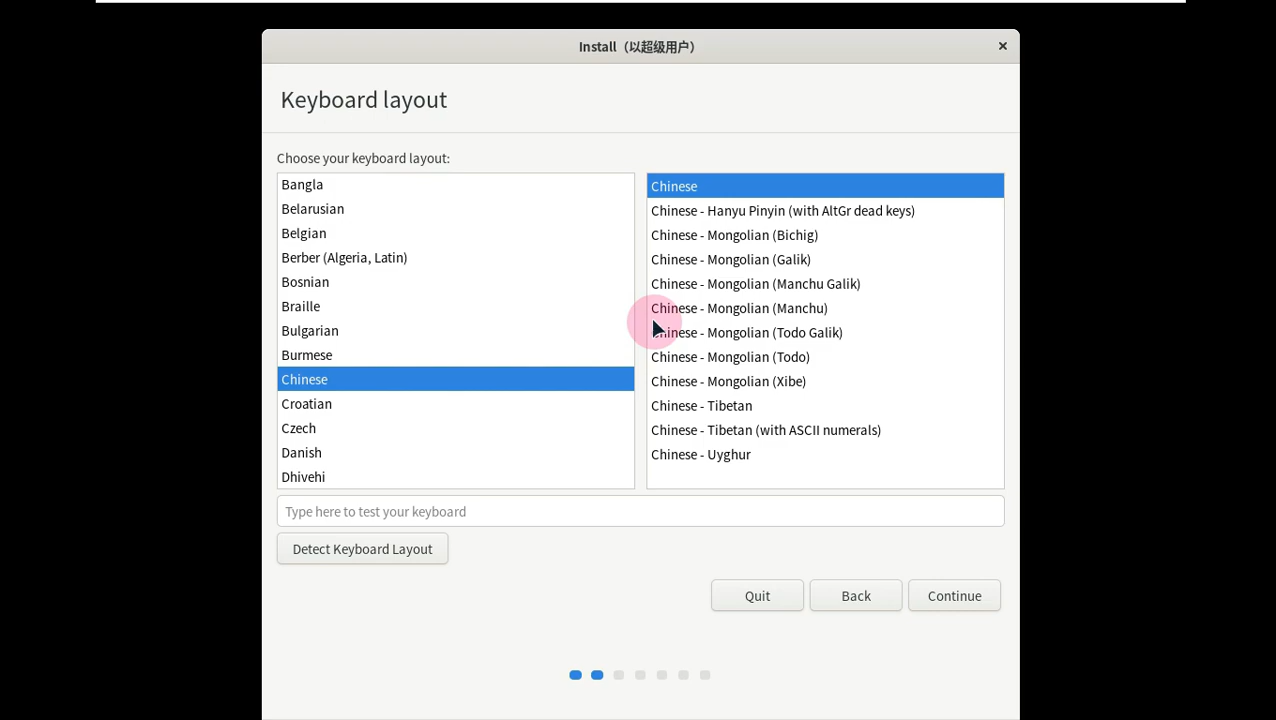 Install（以超级用户）
Keyboard layout
Choose your keyboard layout:
Bangla
Belarusian
Belgian
Berber (Algeria, Latin)
Bosnian
Braille
Bulgarian
Burmese
Chinese
Croatian
Czech
Danish
Dhivehi
Chinese
Chinese - Hanyu Pinyin (with AltGr dead keys)
Chinese - Mongolian (Bichig)
Chinese - Mongolian (Galik)
Chinese - Mongolian (Manchu Galik)
Chinese - Mongolian (Manchu)
Chinese - Mongolian (Todo Galik)
Chinese - Mongolian (Todo)
Chinese - Mongolian (Xibe)
Chinese - Tibetan
Chinese - Tibetan (with ASCII numerals)
Chinese - Uyghur
Type here to test your keyboard
Detect Keyboard Layout
Quit
Back
Continue